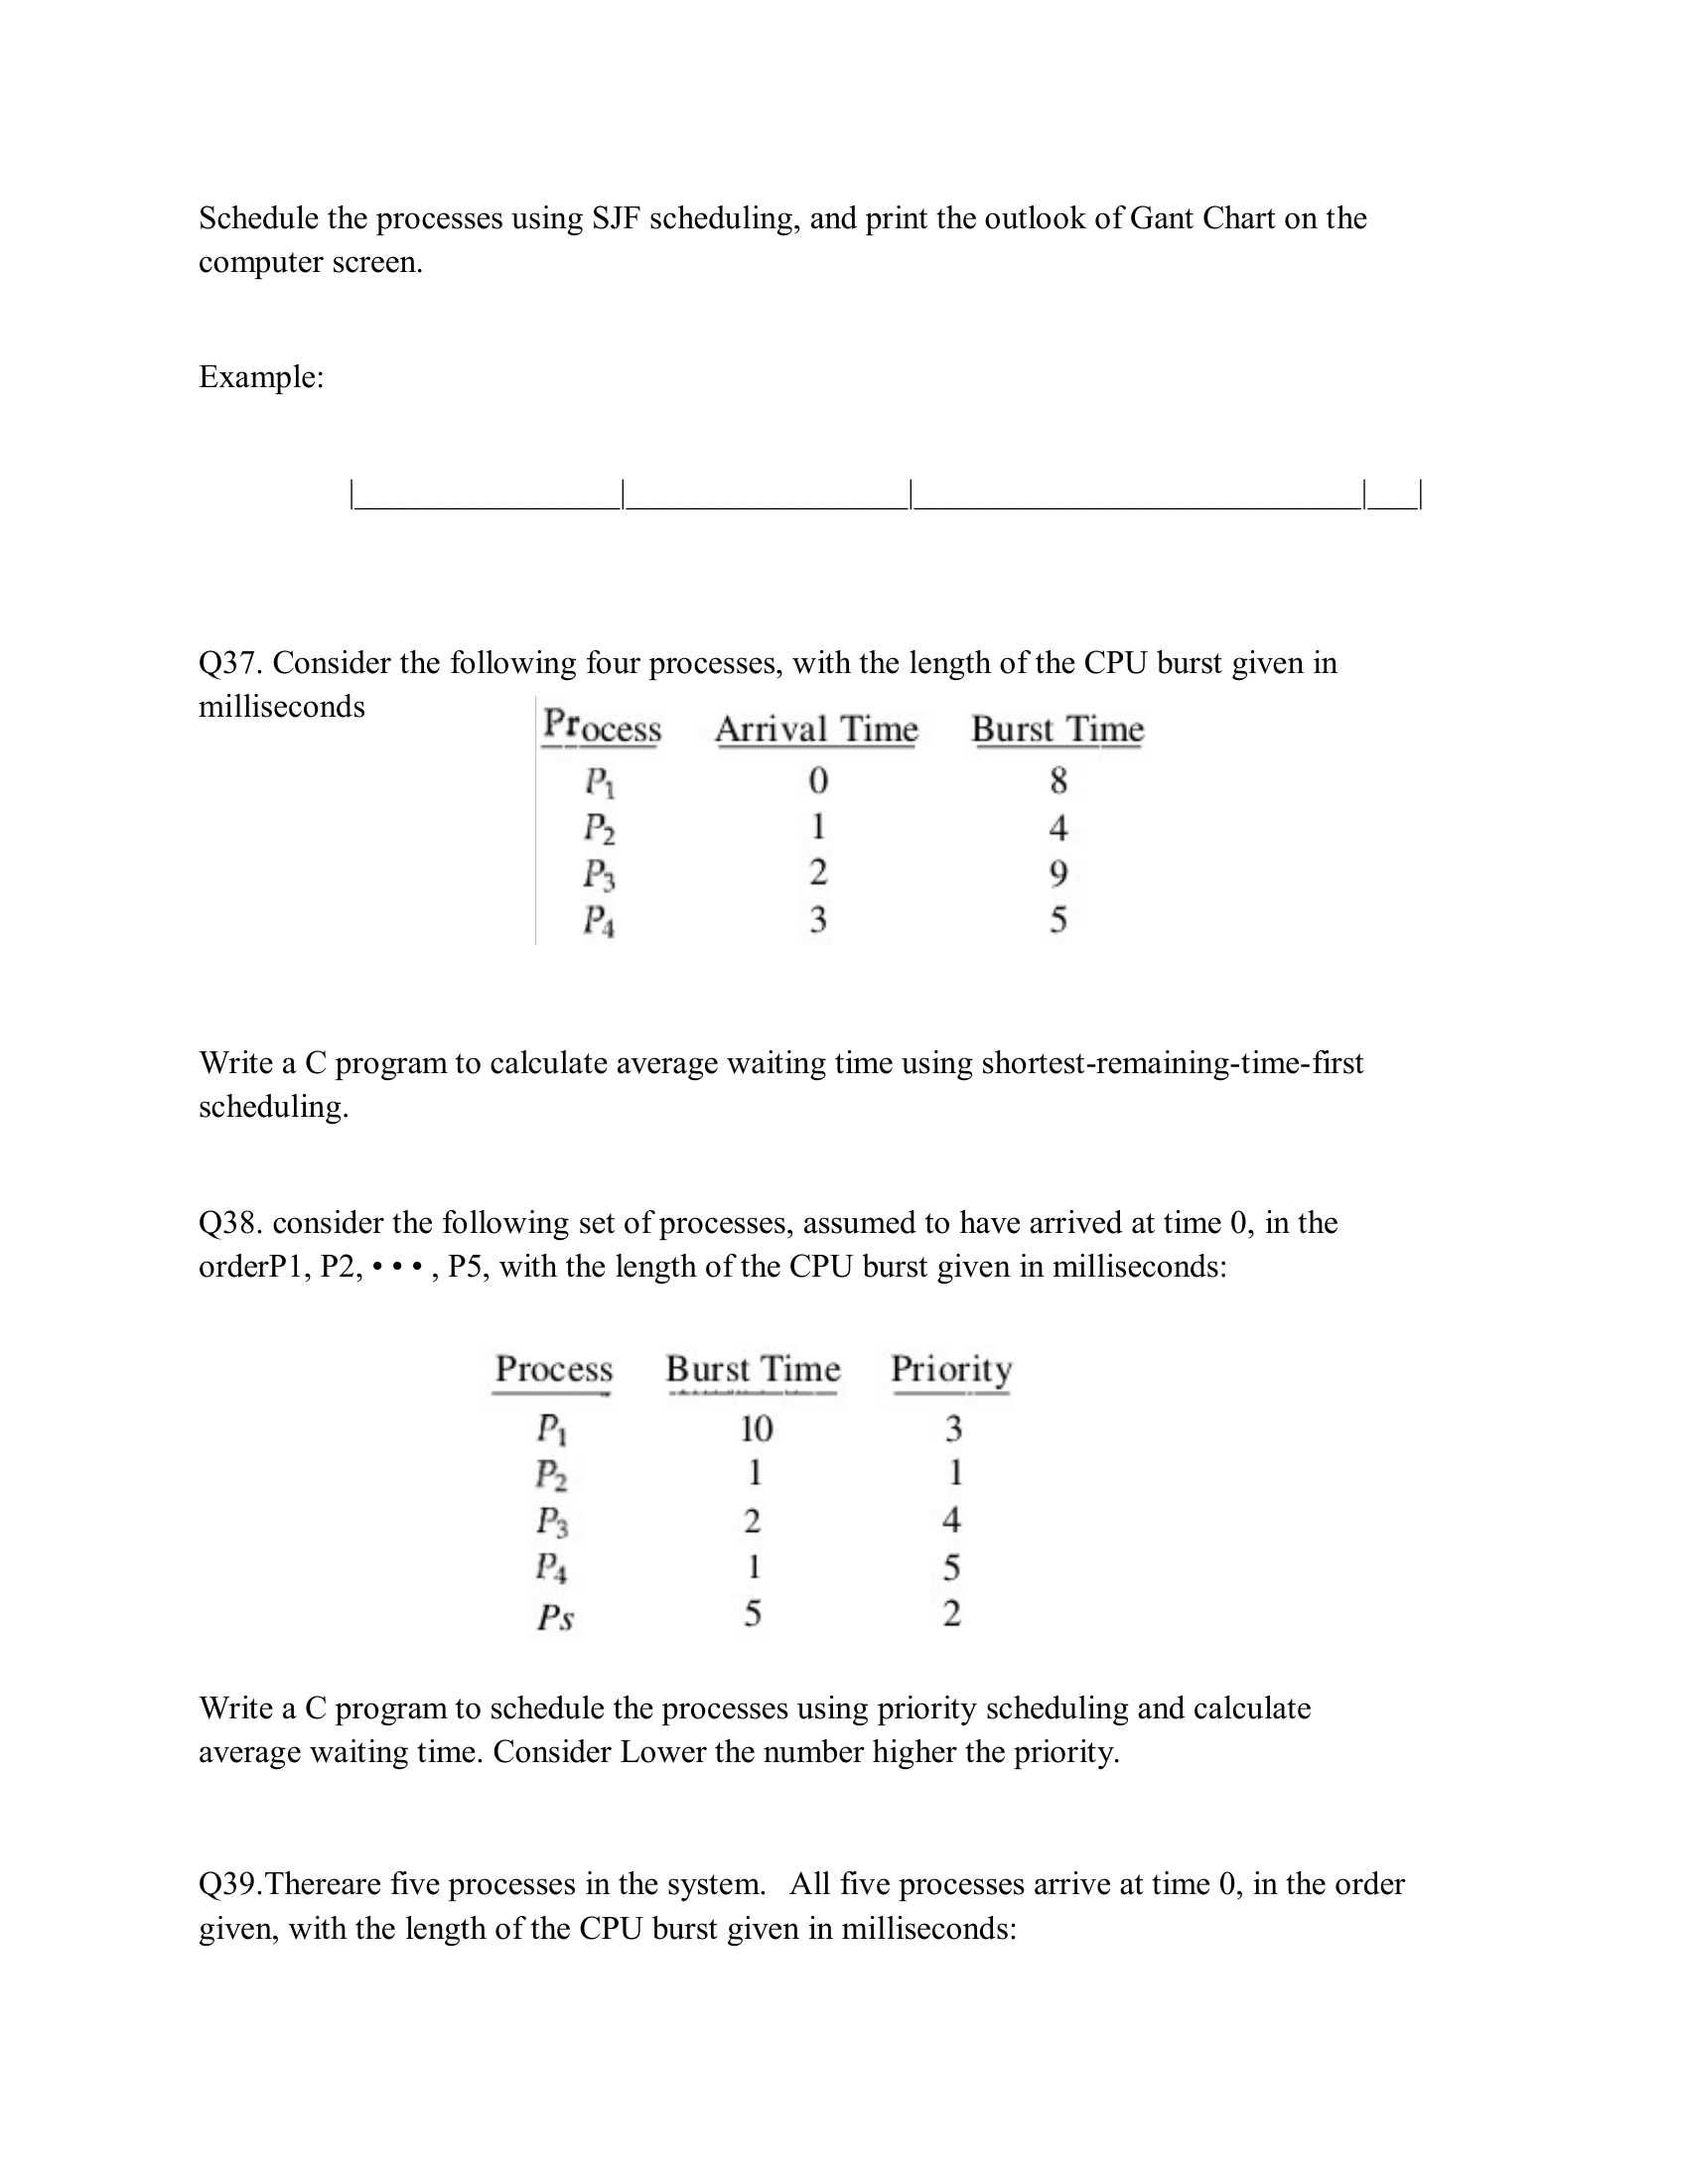 Schedule the processes using SJF scheduling, and print the outlook of Gant Chart on the
computer screen.
Example:
|________________|_________________|___________________________|___|
Q37. Consider the following four processes, with the length of the CPU burst given in
milliseconds
Process Arrival Time Burst Time
P1 0 8
P2 1 4
P3 2 9
P4 3 5
Write a C program to calculate average waiting time using shortest-remaining-time-first
scheduling.
Q38. consider the following set of processes, assumed to have arrived at time 0, in the
orderP1, P2, • • • , P5, with the length of the CPU burst given in milliseconds:
Process Burst Time Priority
P1 10 3
P2 1 1
P3 2 4
P4 1 5
Ps 5 2
Write a C program to schedule the processes using priority scheduling and calculate
average waiting time. Consider Lower the number higher the priority.
Q39.Thereare five processes in the system.   All five processes arrive at time 0, in the order
given, with the length of the CPU burst given in milliseconds: